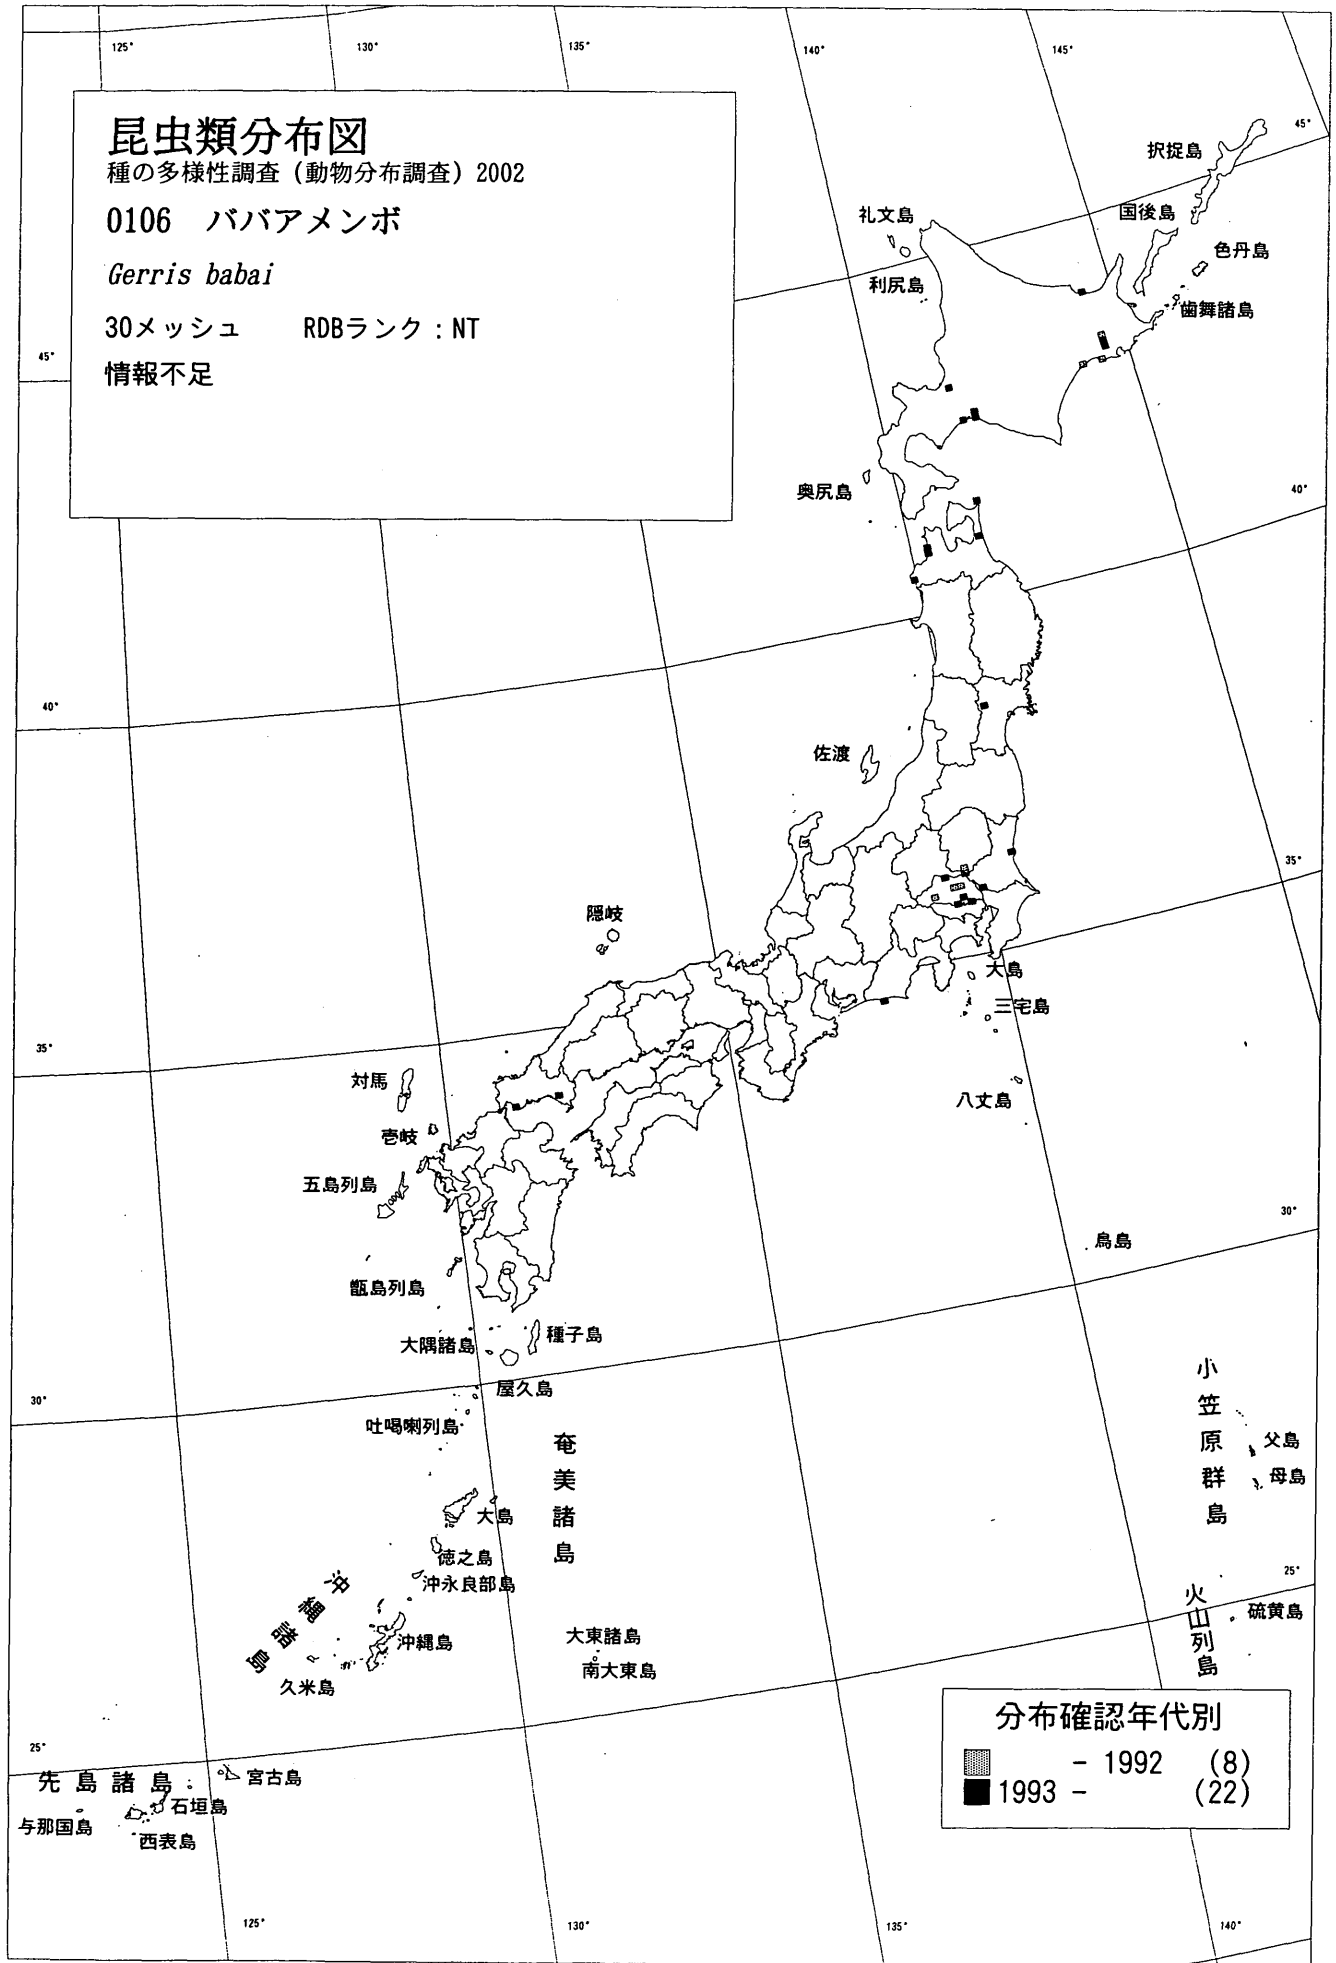 125°
130°
135°
140°
145°
昆虫類分布図
種の多様性調査（動物分布調査）2002
0106　ババアメンボ
Gerris babai
30メッシュ　RDBランク：NT
情報不足
45°
択捉島
礼文島
国後島
色丹島
利尻島
歯舞諸島
45°
奥尻島
40°
40°
佐渡
35°
隠岐
大島
三宅島
35°
対馬
八丈島
壱岐
五島列島
30°
鳥島
甑島列島
大隅諸島
種子島
屋久島
30°
吐喝喇列島
奄美諸島
小笠原群島
父島
母島
大島
徳之島
沖永良部島
沖縄諸島
25°
火山列島
硫黄島
沖縄島
大東諸島
久米島
南大東島
25°
先島諸島
宮古島
石垣島
与那国島
西表島
分布確認年代別
- 1992 (8)
1993 - (22)
125°
130°
135°
140°